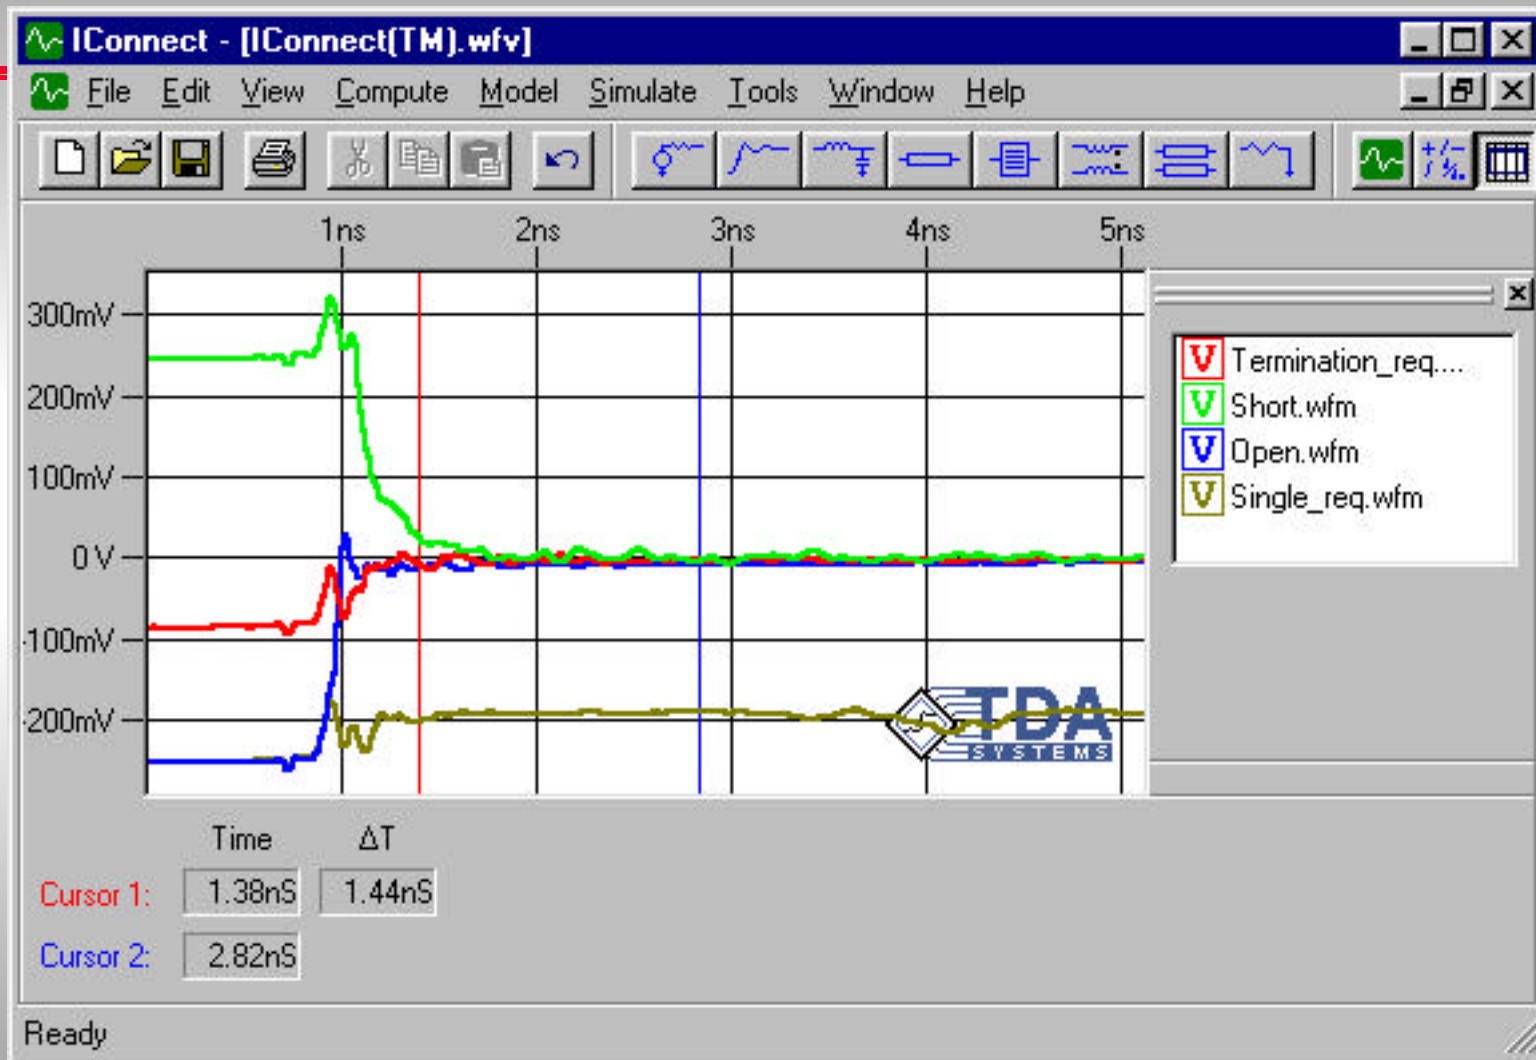 IConnect - [IConnect(TM).wfv]
File Edit View Compute Model Simulate Tools Window Help
1ns 2ns 3ns 4ns 5ns
300mV
200mV
100mV
0 V
-100mV
-200mV
V Termination_req....
V Short.wfm
V Open.wfm
V Single_req.wfm
TDA
SYSTEMS
Time ΔT
Cursor 1: 1.38nS 1.44nS
Cursor 2: 2.82nS
Ready